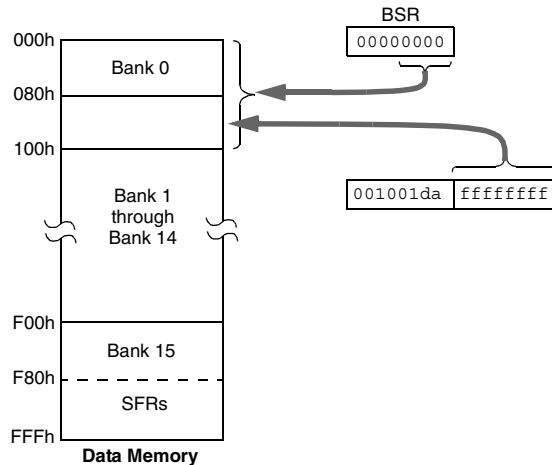 BSR
000h
00000000
Bank 0
080h
100h
001001da ffffffff
Bank 1
through
Bank 14
F00h
Bank 15
F80h
SFRs
FFFh
Data Memory